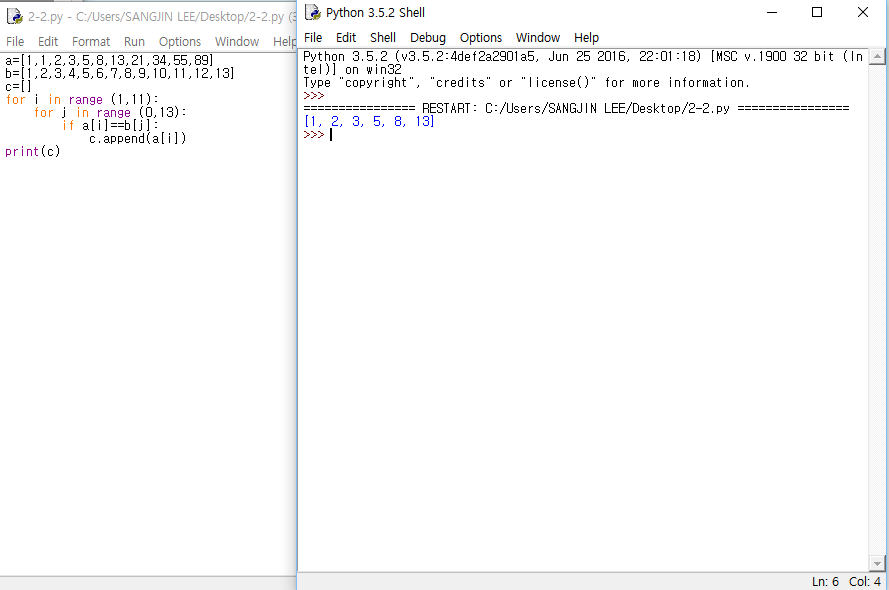 2-2.py - C:/Users/SANGJIN LEE/Desktop/2-2.py (3
File Edit Format Run Options Window Help
a=[1,1,2,3,5,8,13,21,34,55,89]
b=[1,2,3,4,5,6,7,8,9,10,11,12,13]
c=[]
for i in range (1,11):
    for j in range (0,13):
        if a[i]==b[j]:
            c.append(a[i])
print(c)
Python 3.5.2 Shell
File Edit Shell Debug Options Window Help
Python 3.5.2 (v3.5.2:4def2a2901a5, Jun 25 2016, 22:01:18) [MSC v.1900 32 bit (In
tel)] on win32
Type "copyright", "credits" or "license()" for more information.
>>>
================ RESTART: C:/Users/SANGJIN LEE/Desktop/2-2.py ================
[1, 2, 3, 5, 8, 13]
>>>
Ln: 6 Col: 4